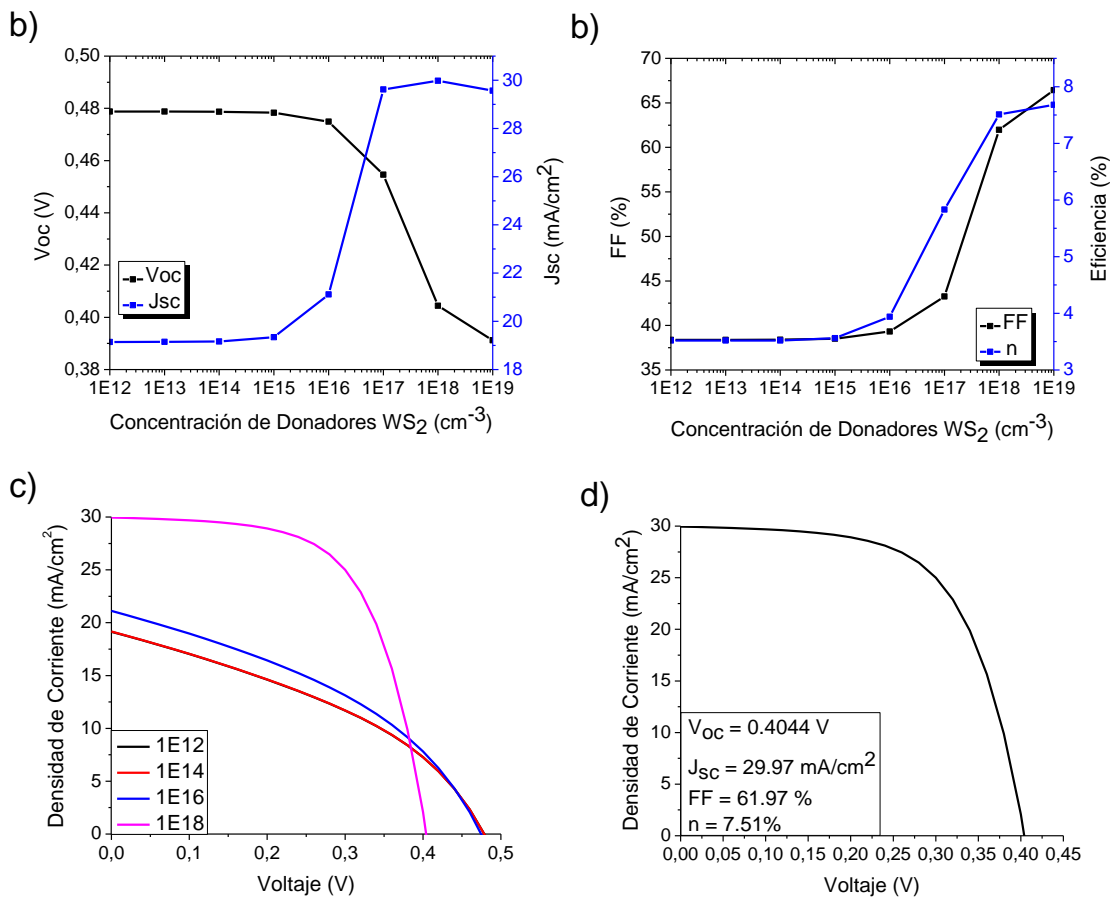 b)
0,50
0,48
0,46
0,44
0,42
0,40
0,38
Voc (V)
30
28
26
24
22
21
19
18
Jsc (mA/cm2)
Voc
Jsc
1E12 1E13 1E14 1E15 1E16 1E17 1E18 1E19
Concentración de Donadores WS2 (cm-3)
b)
70
65
60
55
50
45
40
35
FF (%)
8
7
6
6
5
4
4
3
Eficiencia (%)
FF
n
1E12 1E13 1E14 1E15 1E16 1E17 1E18 1E19
Concentración de Donadores WS2 (cm-3)
c)
30
25
20
15
10
5
0
Densidad de Corriente (mA/cm2)
1E12
1E14
1E16
1E18
0,0 0,1 0,2 0,3 0,4 0,5
Voltaje (V)
d)
30
25
20
15
10
5
0
Densidad de Corriente (mA/cm2)
VOC = 0.4044 V
JSC = 29.97 mA/cm2
FF = 61.97 %
n = 7.51%
0,00 0,05 0,10 0,15 0,20 0,25 0,30 0,35 0,40 0,45
Voltaje (V)